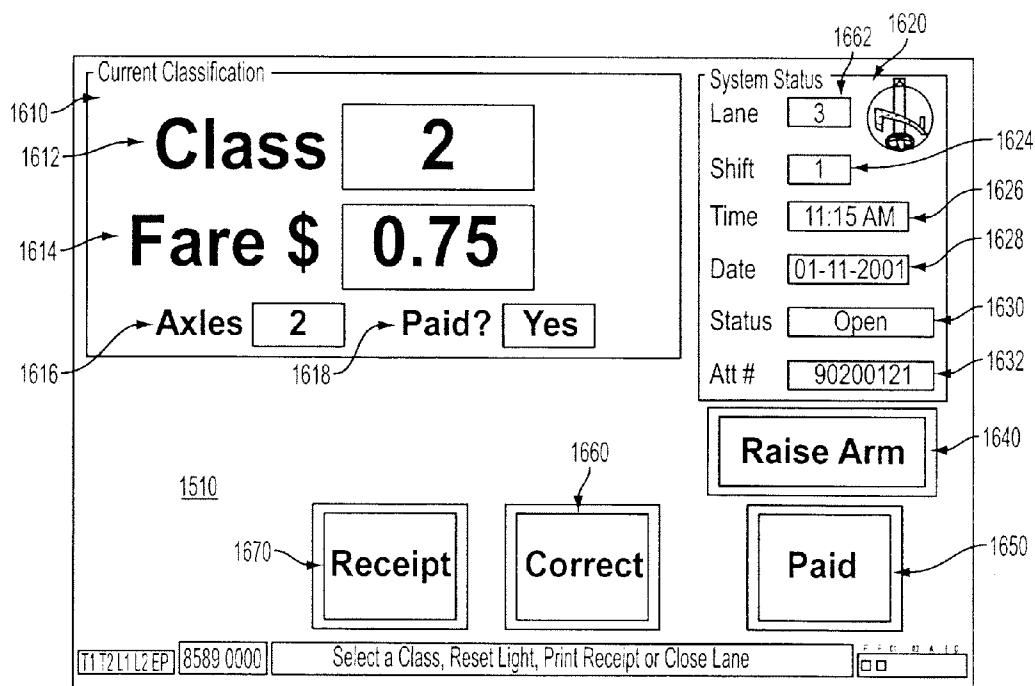 1620
1662
Current Classification
System Status
1610
Lane 3
1612
Class 2
1624
Shift 1
1626
Time 11:15 AM
1614
Fare $ 0.75
1628
Date 01-11-2001
1630
Axles 2 Paid? Yes
Status Open
1616
1618
1632
Att # 90200121
1660
Raise Arm
1640
1510
1670
Receipt
Correct
Paid
1650
T1 T2 L1 L2 EP
8589 0000
Select a Class, Reset Light, Print Receipt or Close Lane